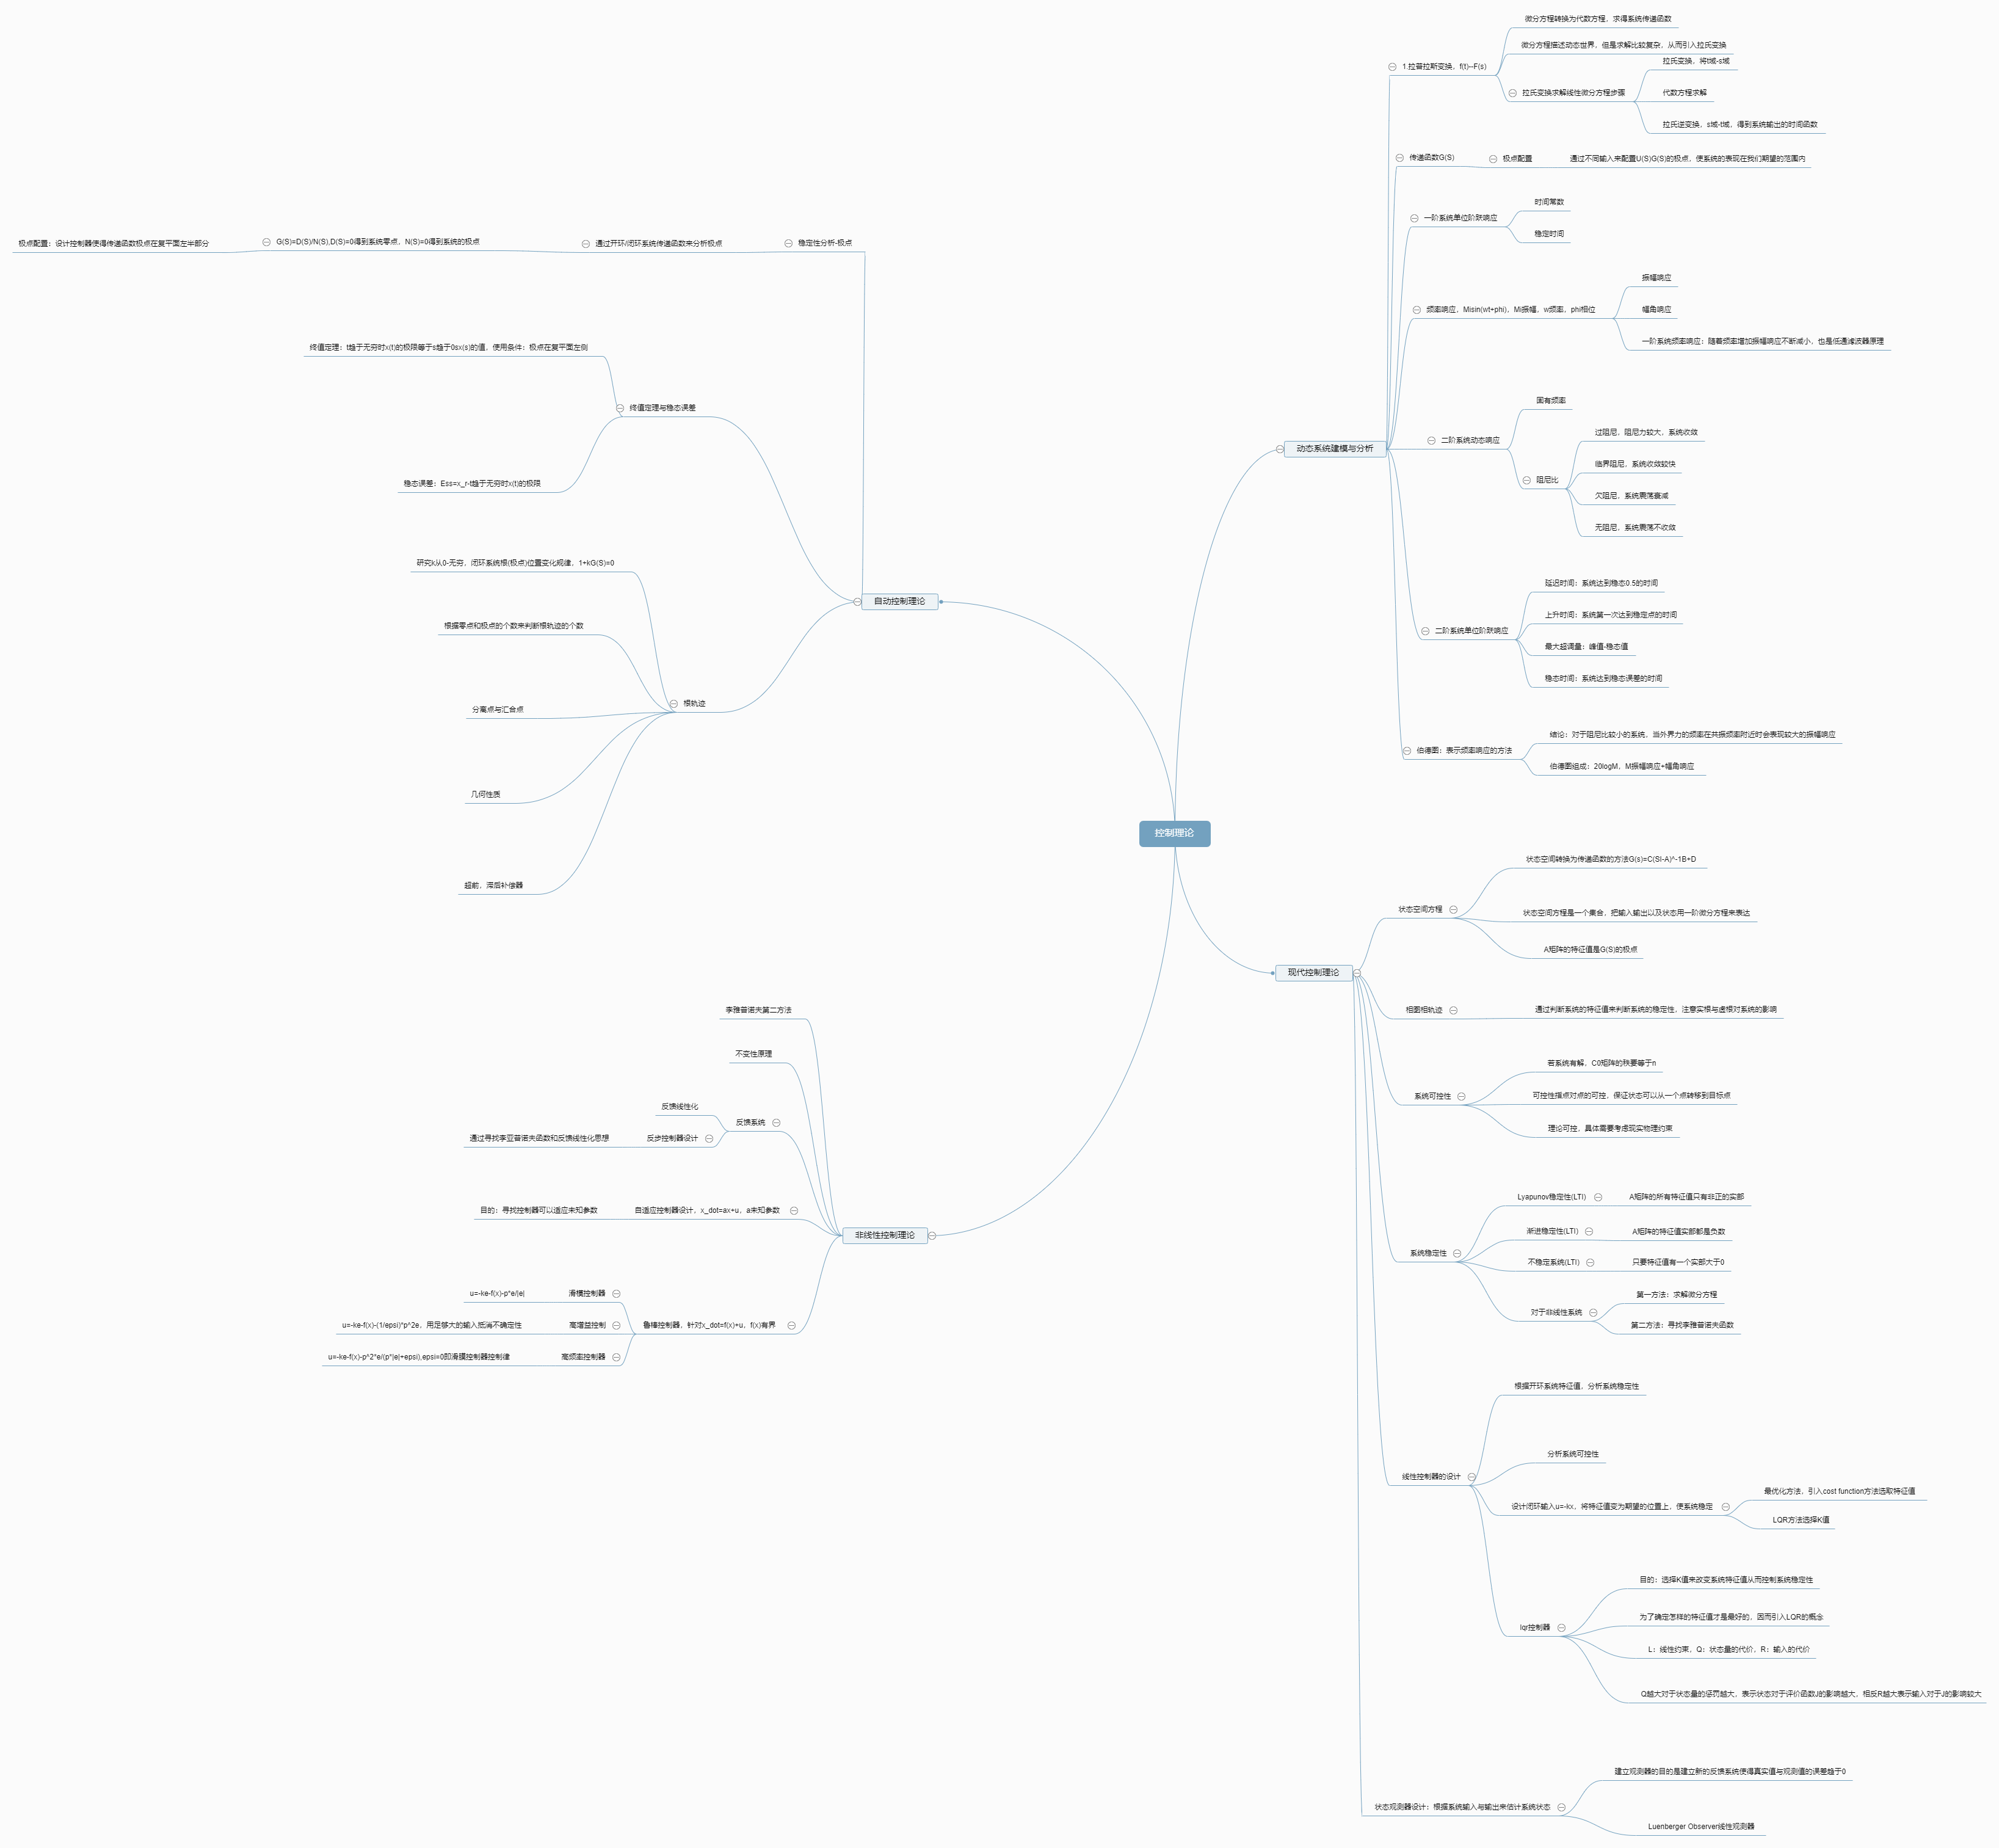 控制理论
动态系统建模与分析
1.拉普拉斯变换，f(t)--F(s)
微分方程转换为代数方程，求得系统传递函数
微分方程描述动态世界，但是求解比较复杂，从而引入拉氏变换
拉氏变换求解线性微分方程步骤
拉氏变换，将t域-s域
代数方程求解
拉氏逆变换，s域-t域，得到系统输出的时间函数
传递函数G(S)
极点配置
通过不同输入来配置U(S)G(S)的极点，使系统的表现在我们期望的范围内
一阶系统单位阶跃响应
时间常数
稳定时间
频率响应，Misin(wt+phi)，Mi振幅，w频率，phi相位
振幅响应
幅角响应
一阶系统频率响应：随着频率增加振幅响应不断减小，也是低通滤波器原理
二阶系统动态响应
固有频率
阻尼比
过阻尼，阻尼力较大，系统收敛
临界阻尼，系统收敛较快
欠阻尼，系统震荡衰减
无阻尼，系统震荡不收敛
二阶系统单位阶跃响应
延迟时间：系统达到稳态0.5的时间
上升时间：系统第一次达到稳定点的时间
最大超调量：峰值-稳态值
稳态时间：系统达到稳态误差的时间
伯德图：表示频率响应的方法
结论：对于阻尼比较小的系统，当外界力的频率在共振频率附近时会表现较大的振幅响应
伯德图组成：20logM，M振幅响应+幅角响应
现代控制理论
状态空间方程
状态空间转换为传递函数的方法G(s)=C(SI-A)^-1B+D
状态空间方程是一个集合，把输入输出以及状态用一阶微分方程来表达
A矩阵的特征值是G(S)的极点
相图相轨迹
通过判断系统的特征值来判断系统的稳定性，注意实根与虚根对系统的影响
系统可控性
若系统有解，C0矩阵的秩要等于n
可控性指点对点的可控，保证状态可以从一个点转移到目标点
理论可控，具体需要考虑现实物理约束
系统稳定性
Lyapunov稳定性(LTI)
A矩阵的所有特征值只有非正的实部
渐进稳定性(LTI)
A矩阵的特征值实部都是负数
不稳定系统(LTI)
只要特征值有一个实部大于0
对于非线性系统
第一方法：求解微分方程
第二方法：寻找李雅普诺夫函数
线性控制器的设计
根据开环系统特征值，分析系统稳定性
分析系统可控性
设计闭环输入u=-kx，将特征值变为期望的位置上，使系统稳定
最优化方法，引入cost function方法选取特征值
LQR方法选择K值
lqr控制器
目的：选择K值来改变系统特征值从而控制系统稳定性
为了确定怎样的特征值才是最好的，因而引入LQR的概念
L：线性约束，Q：状态量的代价，R：输入的代价
Q越大对于状态量的惩罚越大，表示状态对于评价函数J的影响越大，相反R越大表示输入对于J的影响较大
状态观测器设计：根据系统输入与输出来估计系统状态
建立观测器的目的是建立新的反馈系统使得真实值与观测值的误差趋于0
Luenberger Observer线性观测器
自动控制理论
稳定性分析-极点
通过开环/闭环系统传递函数来分析极点
G(S)=D(S)/N(S),D(S)=0得到系统零点，N(S)=0得到系统的极点
极点配置：设计控制器使得传递函数极点在复平面左半部分
终值定理与稳态误差
终值定理：t趋于无穷时x(t)的极限等于s趋于0sx(s)的值，使用条件：极点在复平面左侧
稳态误差：Ess=x_r-t趋于无穷时x(t)的极限
根轨迹
研究k从0-无穷，闭环系统根(极点)位置变化规律，1+kG(S)=0
根据零点和极点的个数来判断根轨迹的个数
分离点与汇合点
几何性质
超前，滞后补偿器
非线性控制理论
李雅普诺夫第二方法
不变性原理
反馈系统
反馈线性化
反步控制器设计
通过寻找李亚普诺夫函数和反馈线性化思想
自适应控制器设计，x_dot=ax+u，a未知参数
目的：寻找控制器可以适应未知参数
鲁棒控制器，针对x_dot=f(x)+u，f(x)有界
滑模控制器
u=-ke-f(x)-p*e/|e|
高增益控制
u=-ke-f(x)-(1/epsi)*p^2e，用足够大的输入抵消不确定性
高频率控制器
u=-ke-f(x)-p^2*e/(p*|e|+epsi),epsi=0即滑膜控制器控制律